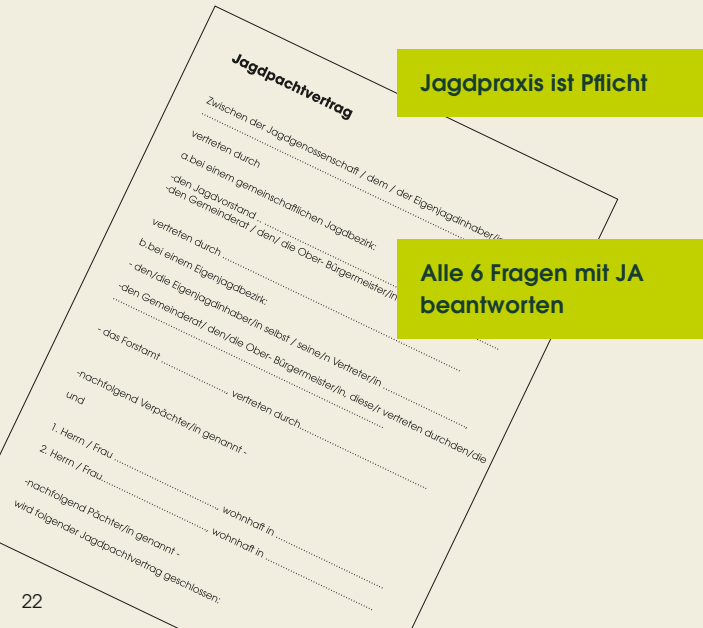 Jagdpachtvertrag
Zwischen der Jagdgenossenschaft / dem / der Eigenjagdinhaber/in
................................................................
vertreten durch
a.bei einem gemeinschaftlichen Jagdbezirk:
-den Jagdvorstand ................................
-den Gemeinderat / den/ die Ober- Bürgermeister/in
vertreten durch ................................
b.bei einem Eigenjagdbezirk:
- den/die Eigenjagdinhaber/in selbst / seine/n Vertreter/in ................
-den Gemeinderat/ den/die Ober- Bürgermeister/in, diese/r vertreten durchden/die
................................................................
- das Forstamt ........................ vertreten durch................................
-nachfolgend Verpächter/in genannt -
und
1. Herrn / Frau ................................, wohnhaft in ................................
2. Herrn / Frau................................, wohnhaft in ................................
-nachfolgend Pächter/in genannt -
wird folgender Jagdpachtvertrag geschlossen:
Jagdpraxis ist Pflicht
Alle 6 Fragen mit JA
beantworten
22